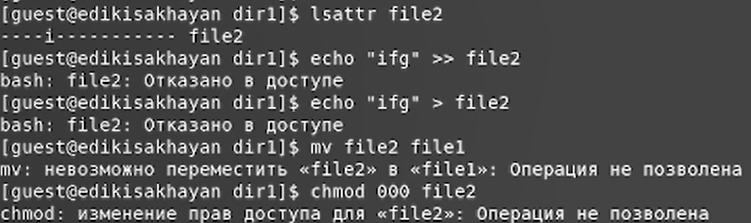 [guest@edikisakhayan dir1]$ lsattr file2
----i----------- file2
[guest@edikisakhayan dir1]$ echo "ifg" >> file2
bash: file2: Отказано в доступе
[guest@edikisakhayan dir1]$ echo "ifg" > file2
bash: file2: Отказано в доступе
[guest@edikisakhayan dir1]$ mv file2 file1
mv: невозможно переместить «file2» в «file1»: Операция не позволена
[guest@edikisakhayan dir1]$ chmod 000 file2
chmod: изменение прав доступа для «file2»: Операция не позволена